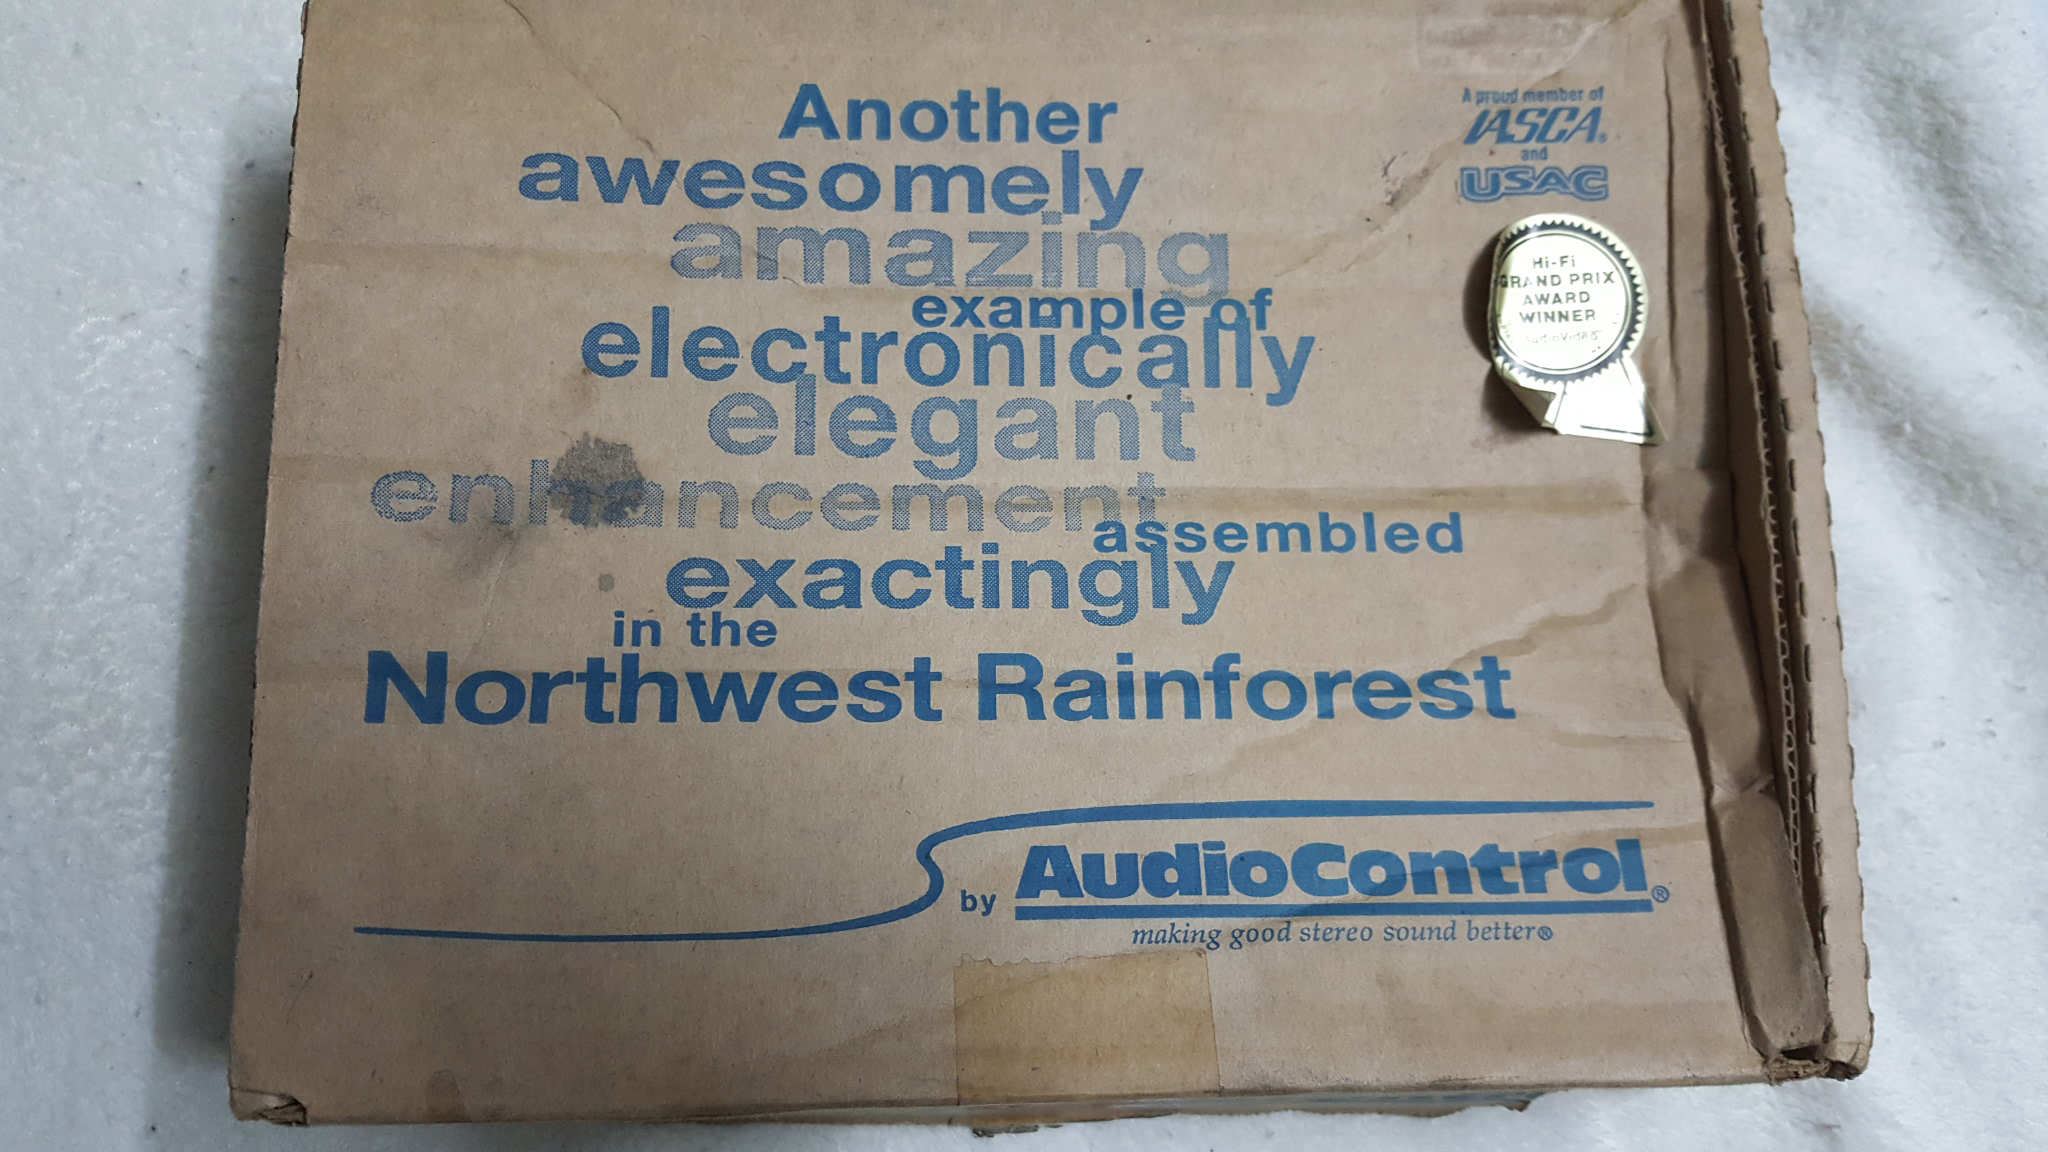 Another
awesomely
amazing
example of
electronically
elegant
enhancement
assembled
exactingly
in the
Northwest Rainforest
by AudioControl®
making good stereo sound better®
A proud member of
IASCA®
and
USAC
Hi-Fi
GRAND PRIX
AWARD
WINNER
AudioVideo